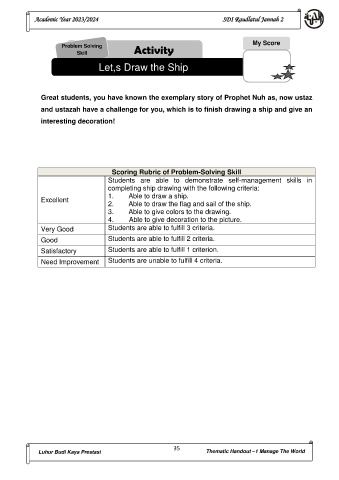 Academic Year 2023/2024
SDI Raudlatul Jannah 2
Problem Solving
Skill
Activity
My Score
Let,s Draw the Ship
Great students, you have known the exemplary story of Prophet Nuh as, now ustaz
and ustazah have a challenge for you, which is to finish drawing a ship and give an
interesting decoration!
Scoring Rubric of Problem-Solving Skill
Excellent
Students are able to demonstrate self-management skills in
completing ship drawing with the following criteria:
1. Able to draw a ship.
2. Able to draw the flag and sail of the ship.
3. Able to give colors to the drawing.
4. Able to give decoration to the picture.
Very Good Students are able to fulfill 3 criteria.
Good Students are able to fulfill 2 criteria.
Satisfactory Students are able to fulfill 1 criterion.
Need Improvement Students are unable to fulfill 4 criteria.
Luhur Budi Kaya Prestasi
35
Thematic Handout –1 Manage The World